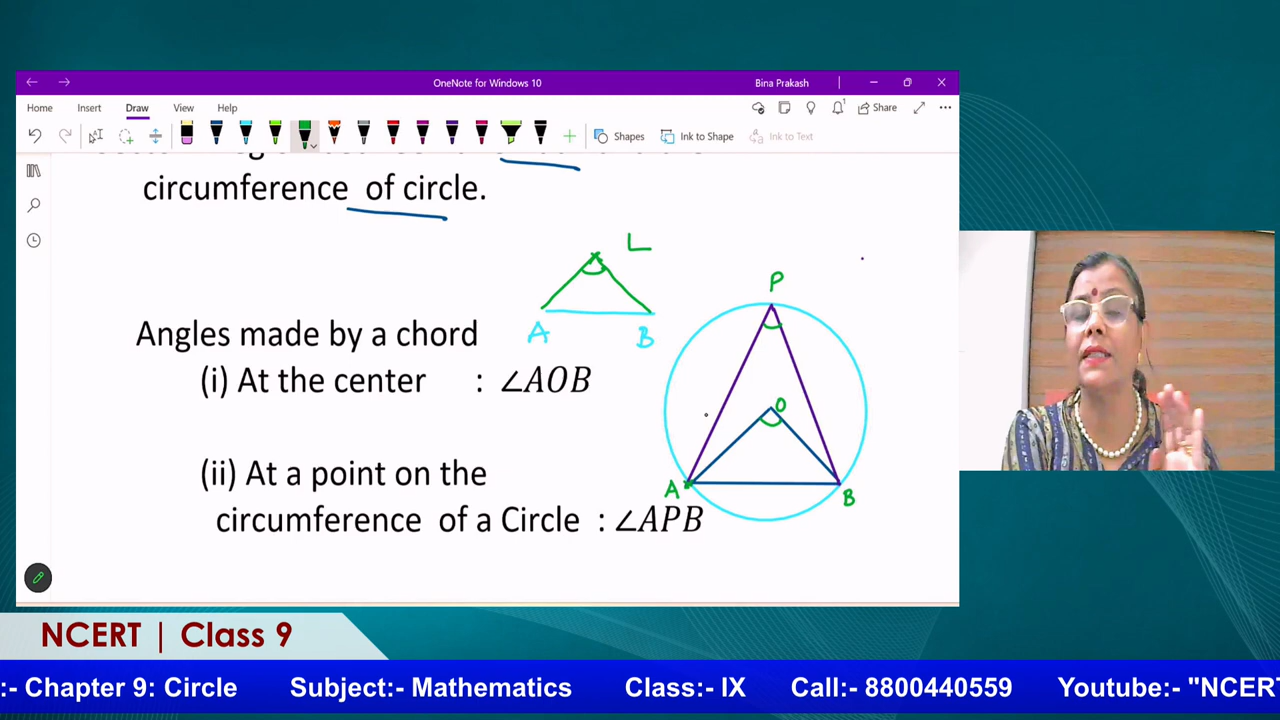 OneNote for Windows 10
Bina Prakash
Home Insert Draw View Help
Share
Shapes
Ink to Shape
Ink to Text
circumference of circle.
L
A B
P
Angles made by a chord
(i) At the center : ∠AOB
O
(ii) At a point on the
A B
circumference of a Circle : ∠APB
NCERT | Class 9
:- Chapter 9: Circle Subject:- Mathematics Class:- IX Call:- 8800440559 Youtube:- "NCERT